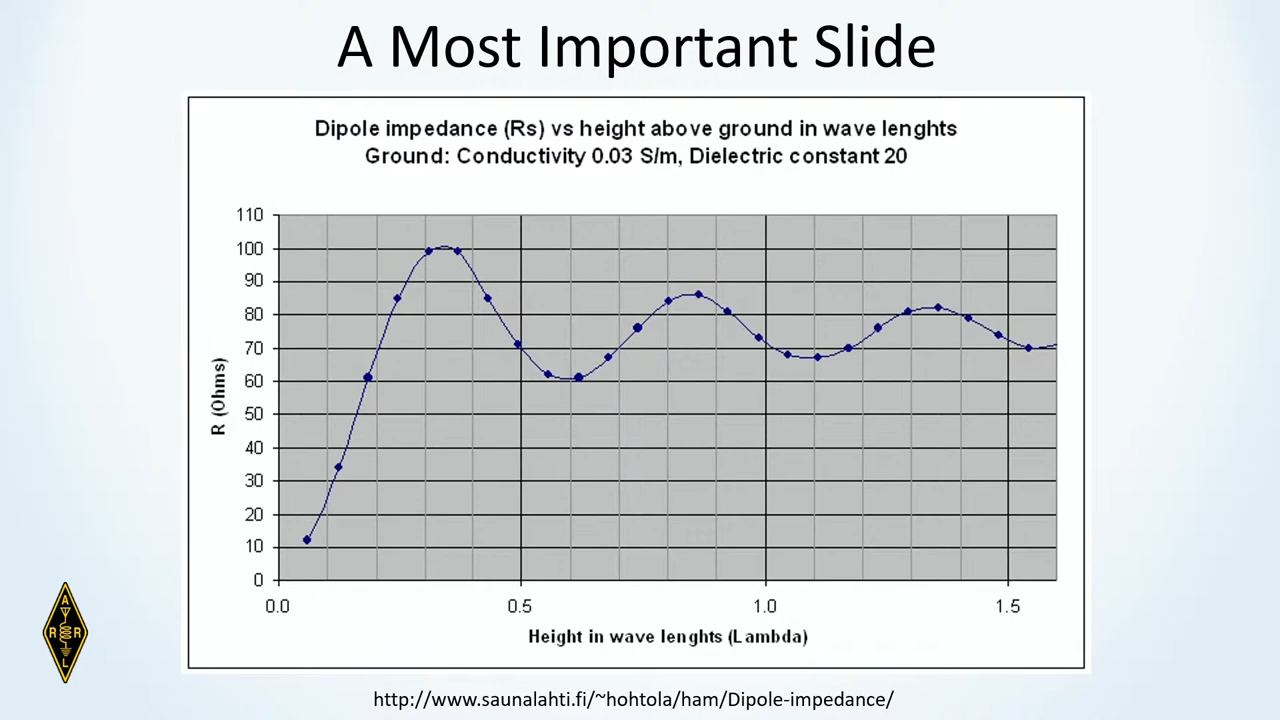 A Most Important Slide
Dipole impedance (Rs) vs height above ground in wave lenghts
Ground: Conductivity 0.03 S/m, Dielectric constant 20
110
100
90
80
70
60
50
40
30
20
10
0
R (Ohms)
0.0 0.5 1.0 1.5
Height in wave lenghts (Lambda)
A
R R
L
http://www.saunalahti.fi/~hohtola/ham/Dipole-impedance/